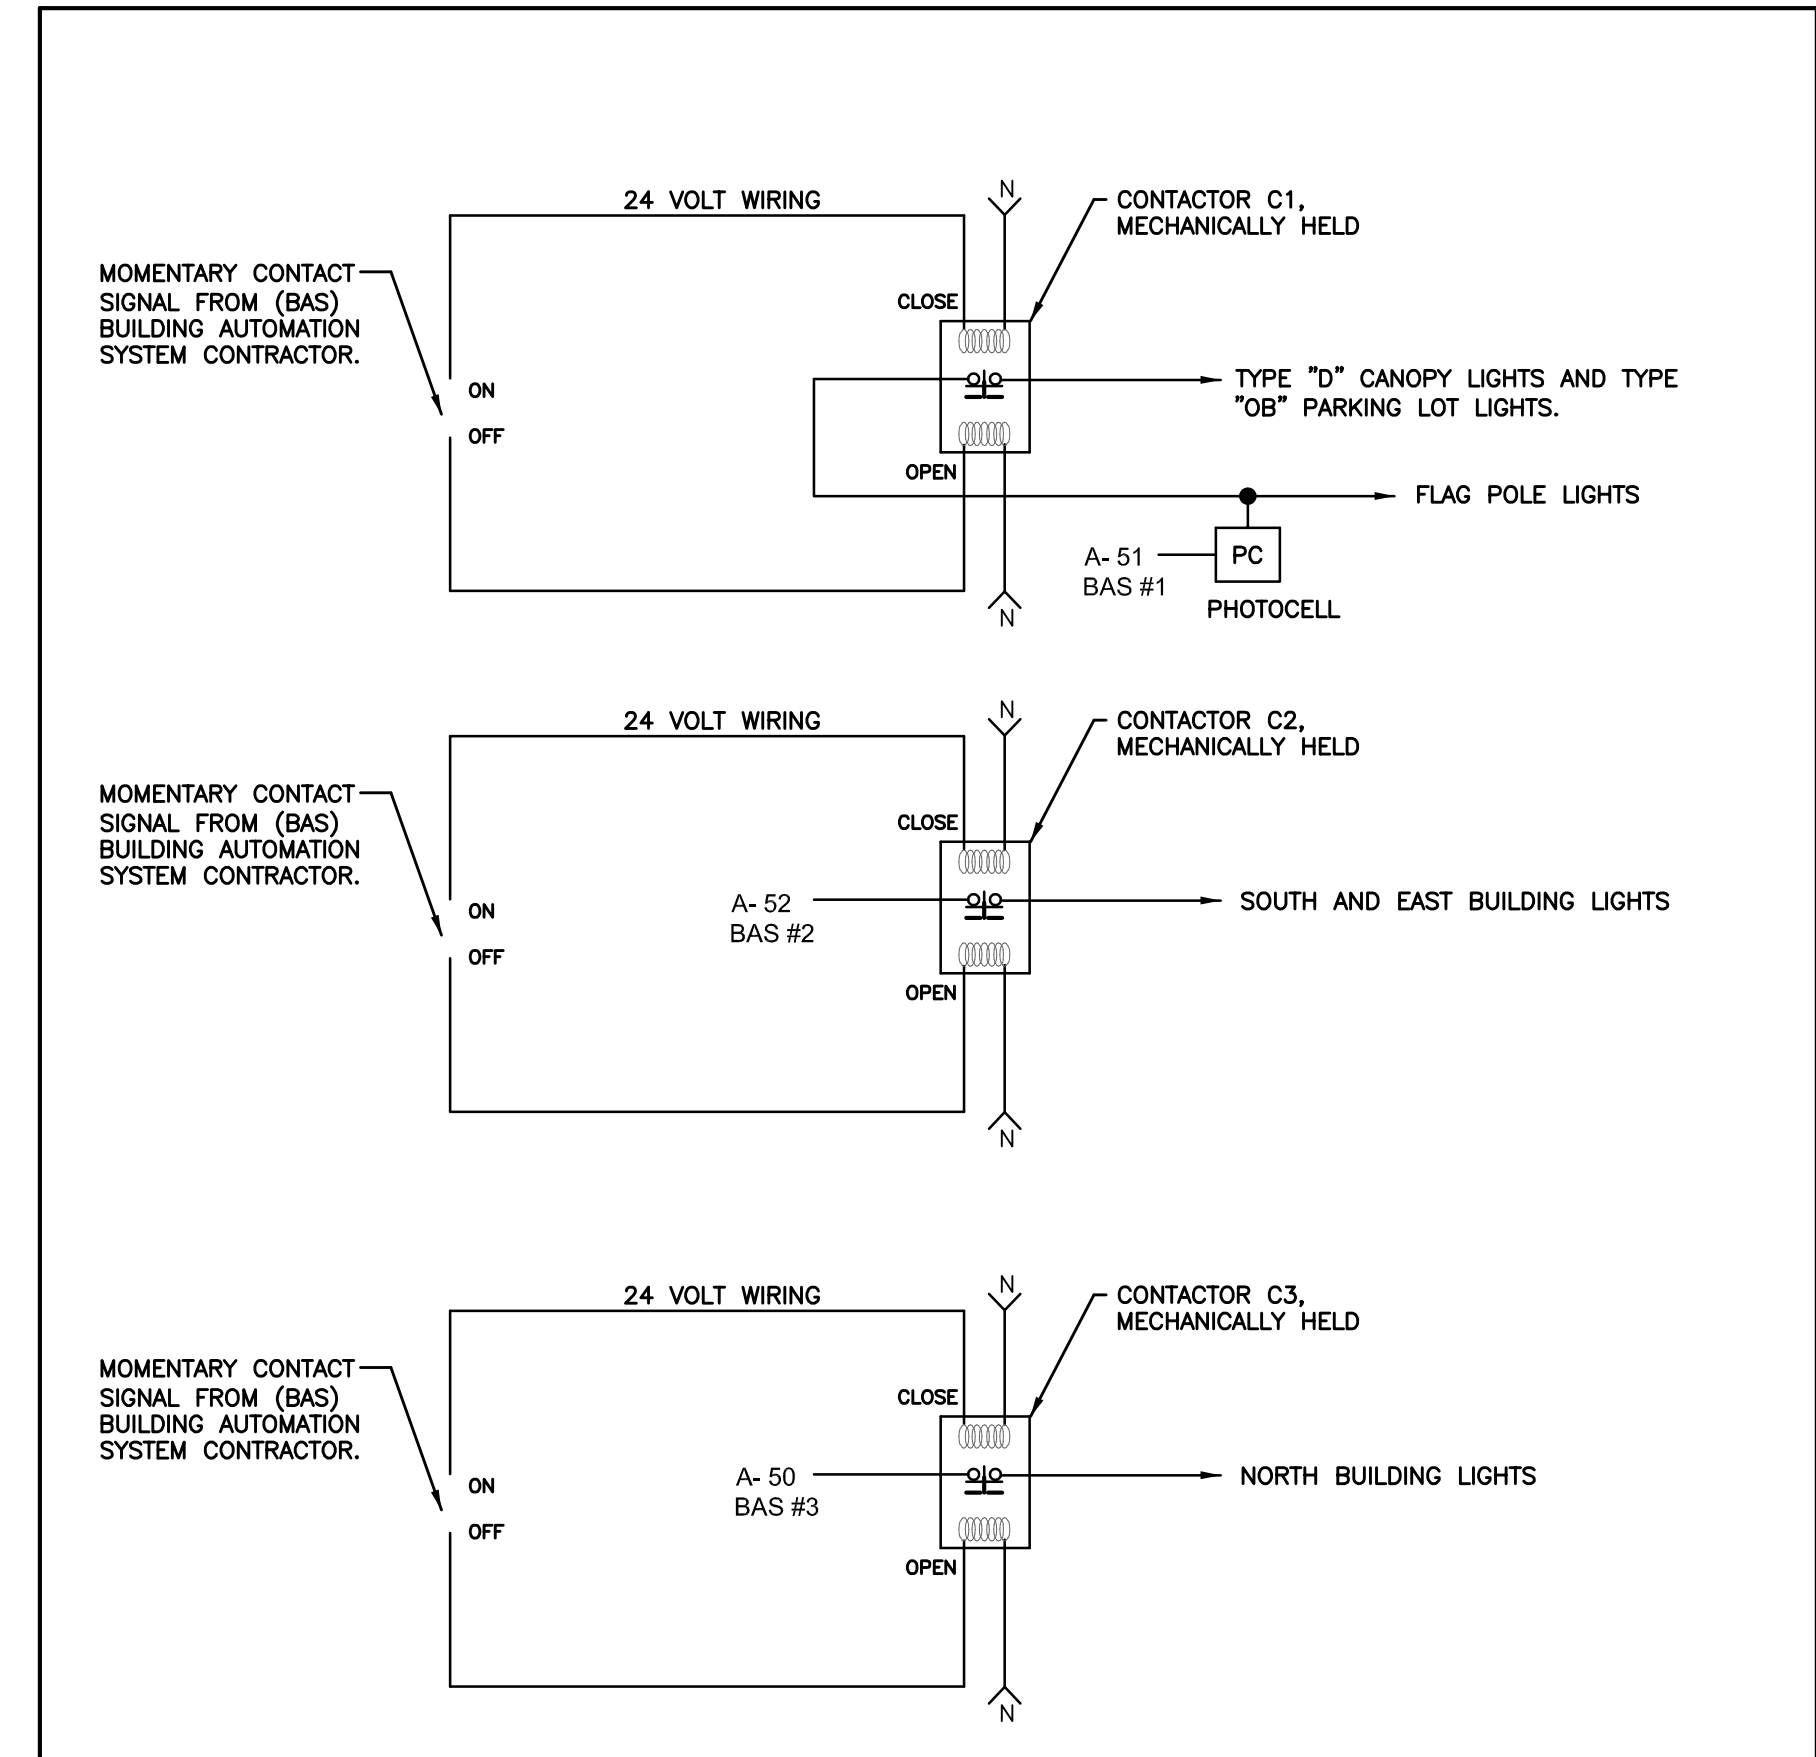 24 VOLT WIRING
N
CONTACTOR C1,
MECHANICALLY HELD
MOMENTARY CONTACT
SIGNAL FROM (BAS)
BUILDING AUTOMATION
SYSTEM CONTRACTOR.
CLOSE
ON
OFF
TYPE "D" CANOPY LIGHTS AND TYPE
"OB" PARKING LOT LIGHTS.
OPEN
FLAG POLE LIGHTS
A- 51
BAS #1
PC
PHOTOCELL
N
24 VOLT WIRING
N
CONTACTOR C2,
MECHANICALLY HELD
MOMENTARY CONTACT
SIGNAL FROM (BAS)
BUILDING AUTOMATION
SYSTEM CONTRACTOR.
CLOSE
ON
OFF
A- 52
BAS #2
SOUTH AND EAST BUILDING LIGHTS
OPEN
N
24 VOLT WIRING
N
CONTACTOR C3,
MECHANICALLY HELD
MOMENTARY CONTACT
SIGNAL FROM (BAS)
BUILDING AUTOMATION
SYSTEM CONTRACTOR.
CLOSE
ON
OFF
A- 50
BAS #3
NORTH BUILDING LIGHTS
OPEN
N